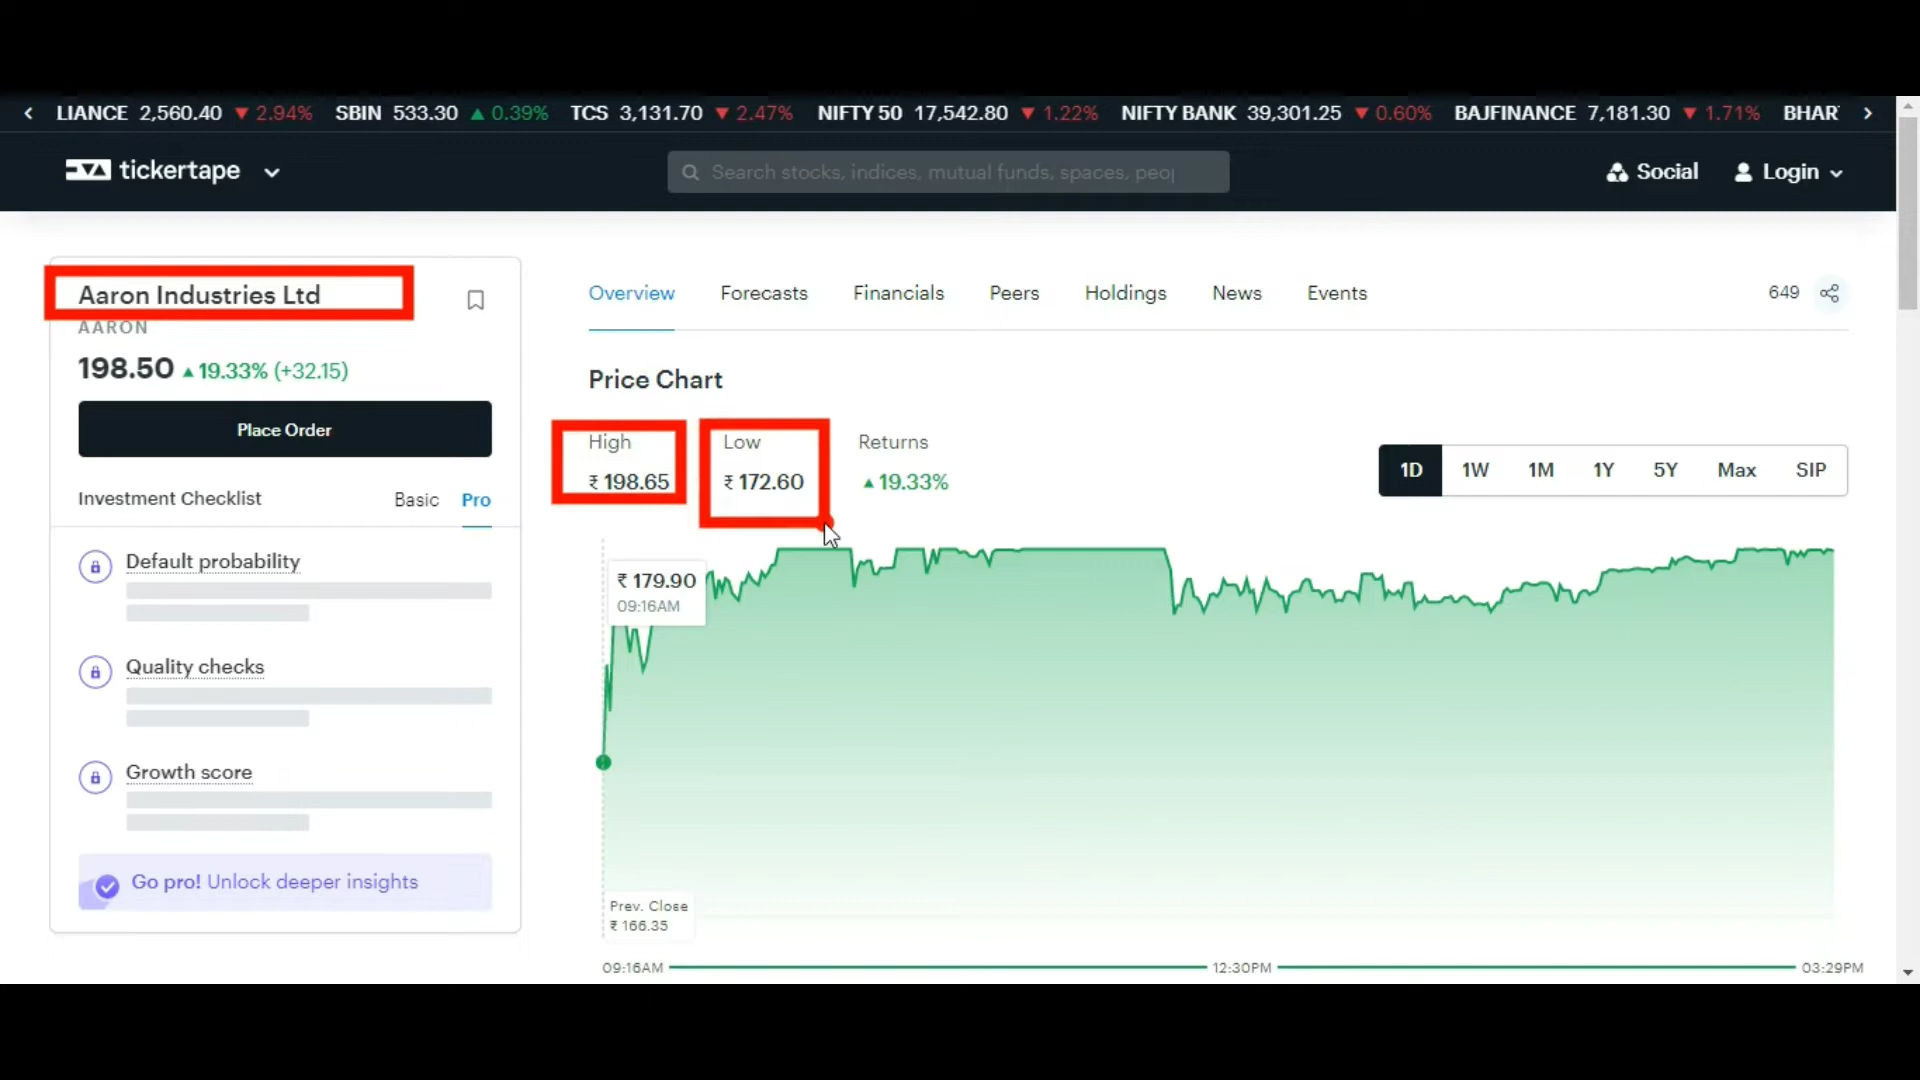 LIANCE 2,560.40 ▼ 2.94% SBIN 533.30 ▲ 0.39% TCS 3,131.70 ▼ 2.47% NIFTY 50 17,542.80 ▼ 1.22% NIFTY BANK 39,301.25 ▼ 0.60% BAJFINANCE 7,181.30 ▼ 1.71% BHAR
tickertape
Search stocks, indices, mutual funds, spaces, peop
Social
Login
Aaron Industries Ltd
AARON
198.50 ▲ 19.33% (+32.15)
Place Order
Investment Checklist Basic Pro
Default probability
Quality checks
Growth score
Go pro! Unlock deeper insights
Overview Forecasts Financials Peers Holdings News Events
649
Price Chart
High Low Returns
₹ 198.65 ₹ 172.60 ▲ 19.33%
1D 1W 1M 1Y 5Y Max SIP
₹ 179.90
09:16AM
Prev. Close
₹ 166.35
09:16AM 12:30PM 03:29PM